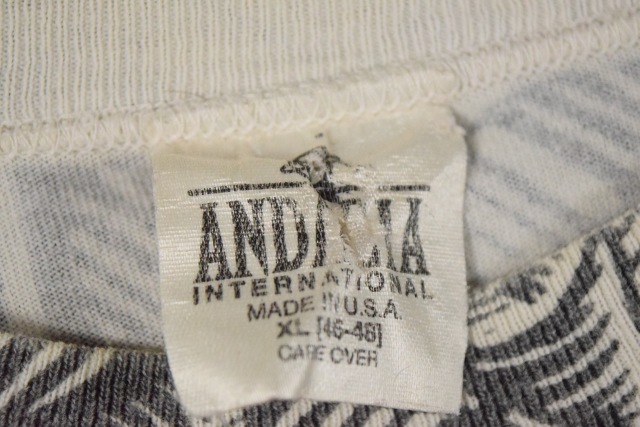 INTERNATIONAL
MADE IN U.S.A.
XL [46-48]
CARE OVER